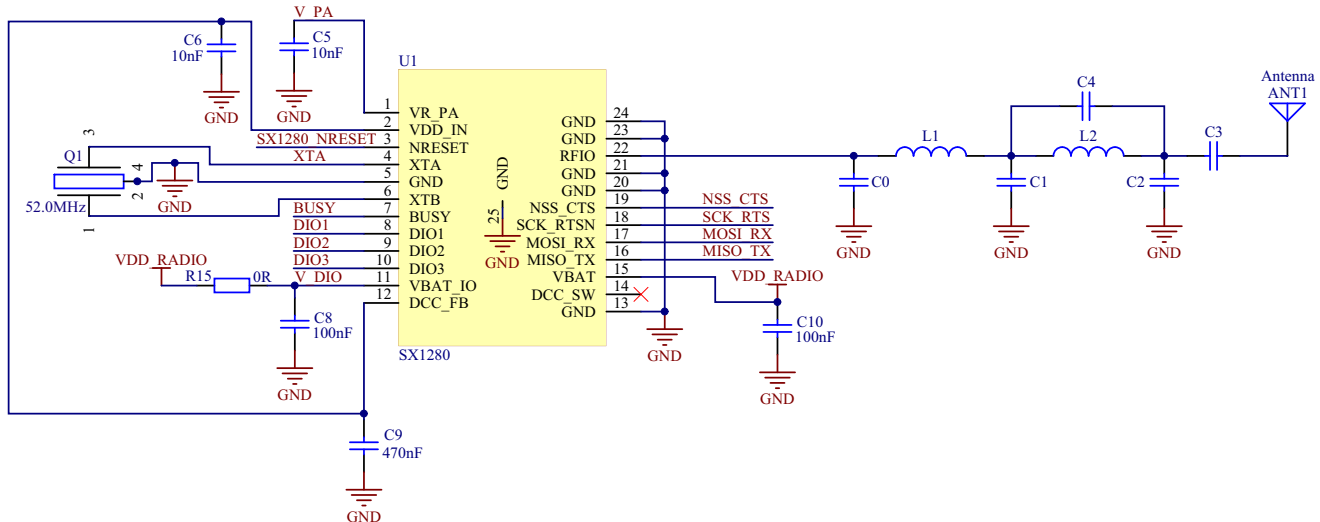 V_PA
C6
10nF
GND
C5
10nF
GND
U1
1 VR_PA
2 VDD_IN
SX1280_NRESET 3 NRESET
XTA 4 XTA
5 GND
6 XTB
BUSY 7 BUSY
DIO1 8 DIO1
DIO2 9 DIO2
DIO3 10 DIO3
V_DIO 11 VBAT_IO
12 DCC_FB
GND
25
GND
GND 24
GND 23
RFIO 22
GND 21
GND 20
NSS_CTS 19 NSS_CTS
SCK_RTSN 18 SCK_RTS
MOSI_RX 17 MOSI_RX
MISO_TX 16 MISO_TX
VBAT 15
DCC_SW 14
GND 13
SX1280
3
Q1
4
2
GND
52.0MHz
1
VDD_RADIO
R15
0R
C8
100nF
GND
C9
470nF
GND
GND
VDD_RADIO
C10
100nF
GND
C0
GND
L1
C1
GND
C4
L2
C2
GND
C3
Antenna
ANT1